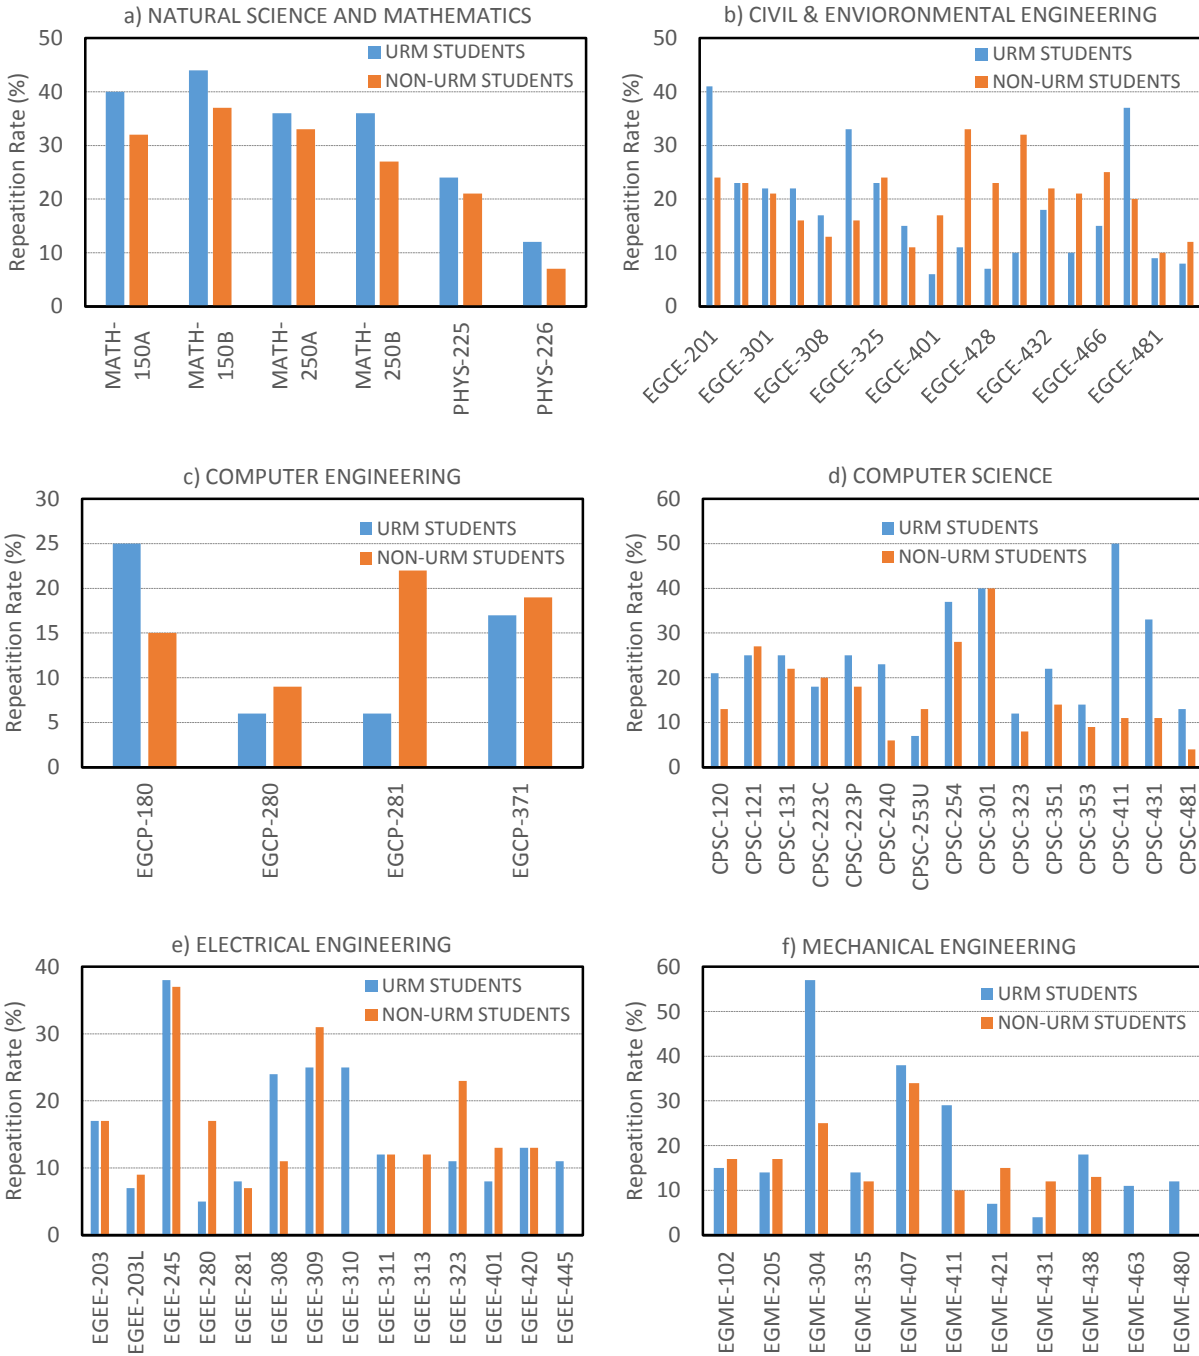 a) NATURAL SCIENCE AND MATHEMATICS
URM STUDENTS
NON-URM STUDENTS
Repeatition Rate (%)
50
40
30
20
10
0
MATH-150A
MATH-150B
MATH-250A
MATH-250B
PHYS-225
PHYS-226
b) CIVIL & ENVIORONMENTAL ENGINEERING
URM STUDENTS
NON-URM STUDENTS
Repeatition Rate (%)
50
40
30
20
10
0
EGCE-201
EGCE-301
EGCE-308
EGCE-325
EGCE-401
EGCE-428
EGCE-432
EGCE-466
EGCE-481
c) COMPUTER ENGINEERING
URM STUDENTS
NON-URM STUDENTS
Repeatition Rate (%)
30
25
20
15
10
5
0
EGCP-180
EGCP-280
EGCP-281
EGCP-371
d) COMPUTER SCIENCE
URM STUDENTS
NON-URM STUDENTS
Repeatition Rate (%)
60
50
40
30
20
10
0
CPSC-120
CPSC-121
CPSC-131
CPSC-223C
CPSC-223P
CPSC-240
CPSC-253U
CPSC-254
CPSC-301
CPSC-323
CPSC-351
CPSC-353
CPSC-411
CPSC-431
CPSC-481
e) ELECTRICAL ENGINEERING
URM STUDENTS
NON-URM STUDENTS
Repeatition Rate (%)
40
30
20
10
0
EGEE-203
EGEE-203L
EGEE-245
EGEE-280
EGEE-281
EGEE-308
EGEE-309
EGEE-310
EGEE-311
EGEE-313
EGEE-323
EGEE-401
EGEE-420
EGEE-445
f) MECHANICAL ENGINEERING
URM STUDENTS
NON-URM STUDENTS
Repeatition Rate (%)
60
50
40
30
20
10
0
EGME-102
EGME-205
EGME-304
EGME-335
EGME-407
EGME-411
EGME-421
EGME-431
EGME-438
EGME-463
EGME-480